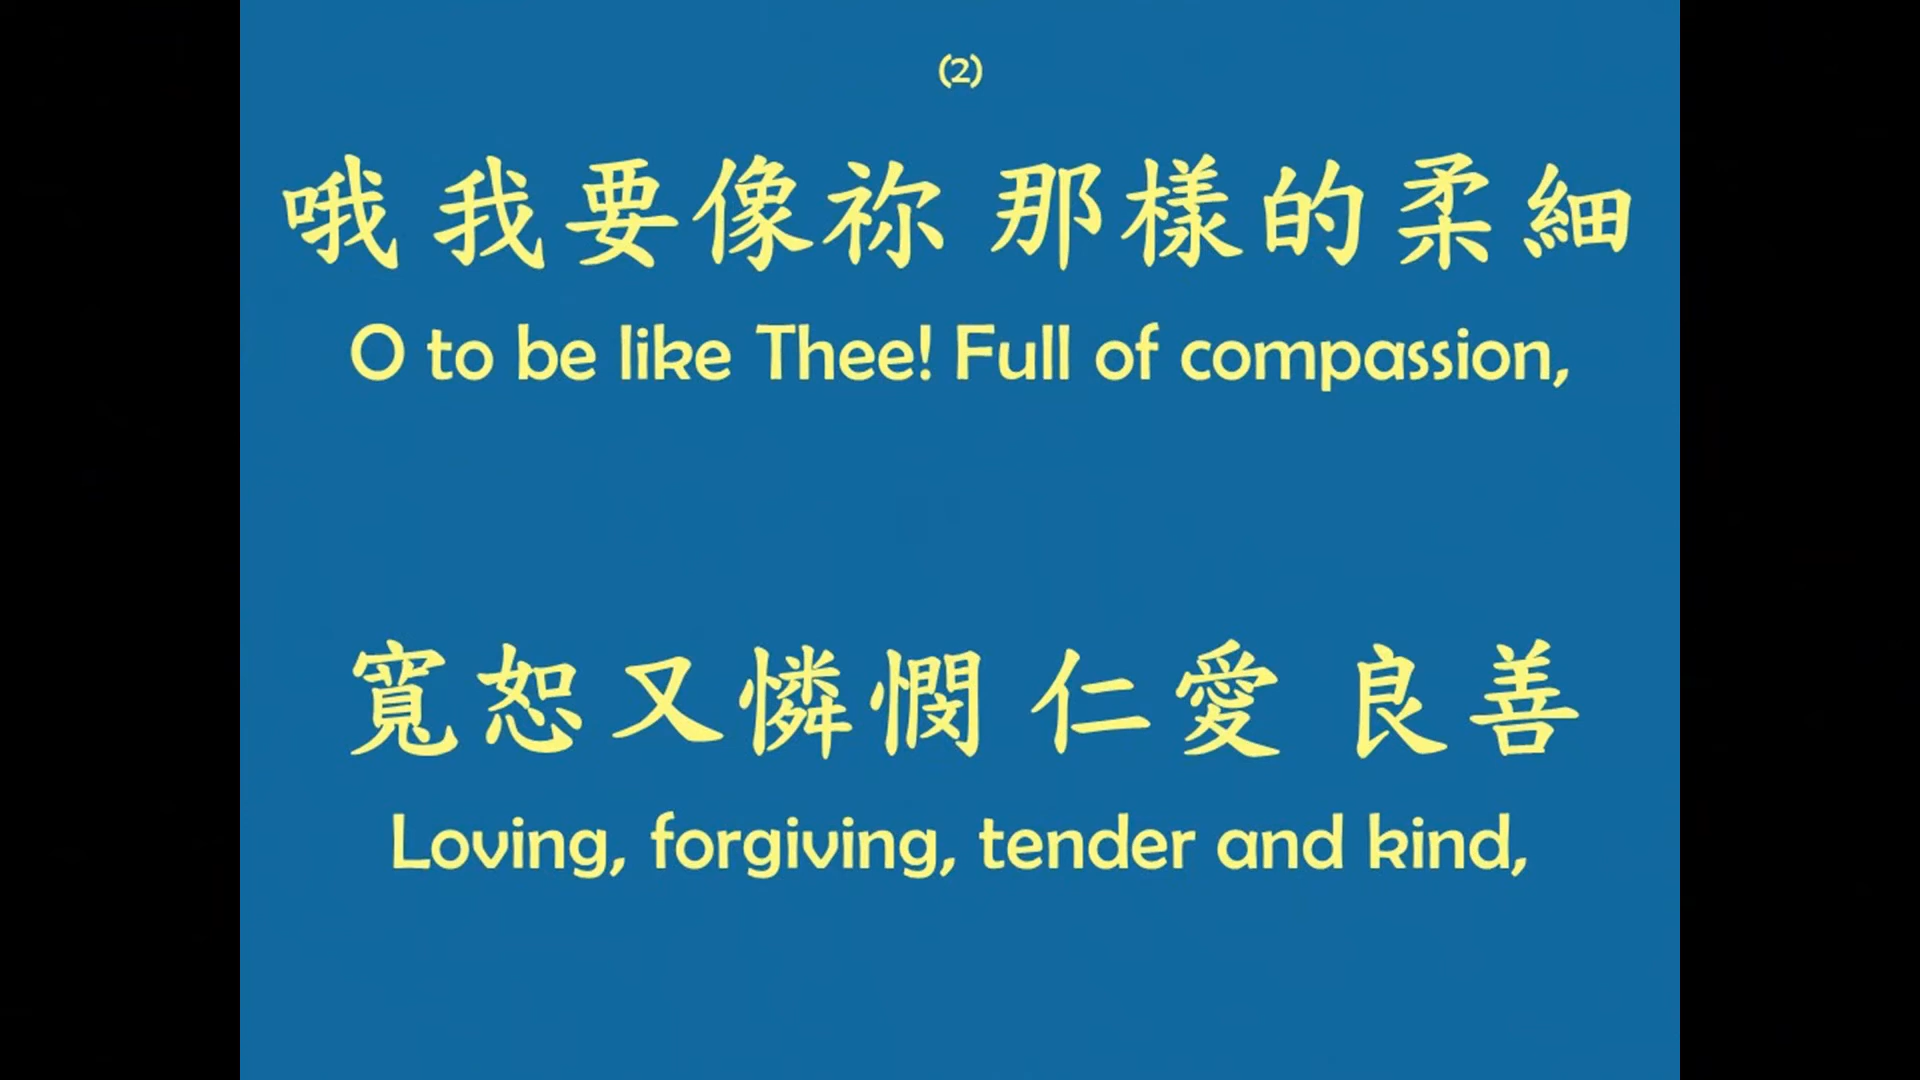 (2)
哦 我要像祢 那樣的柔細
O to be like Thee! Full of compassion,
寬恕又憐憫 仁愛 良善
Loving, forgiving, tender and kind,